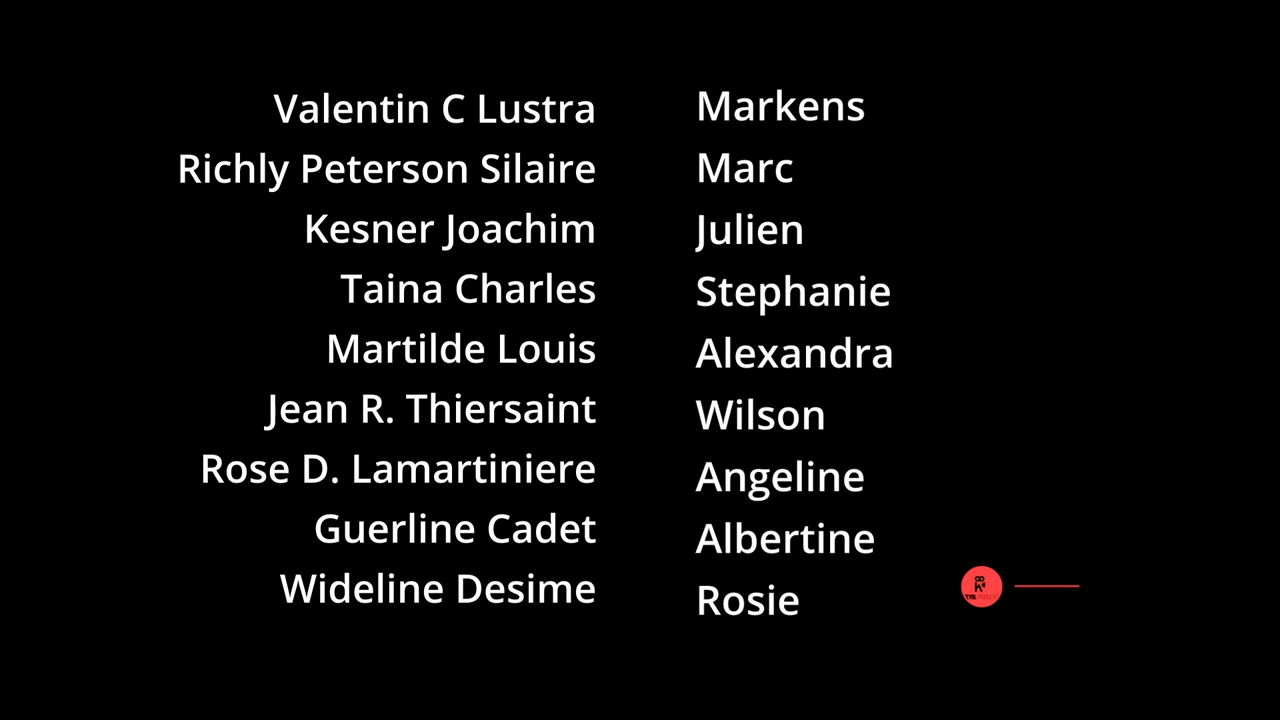 Valentin C Lustra Markens
Richly Peterson Silaire Marc
Kesner Joachim Julien
Taina Charles Stephanie
Martilde Louis Alexandra
Jean R. Thiersaint Wilson
Rose D. Lamartiniere Angeline
Guerline Cadet Albertine
Wideline Desime Rosie